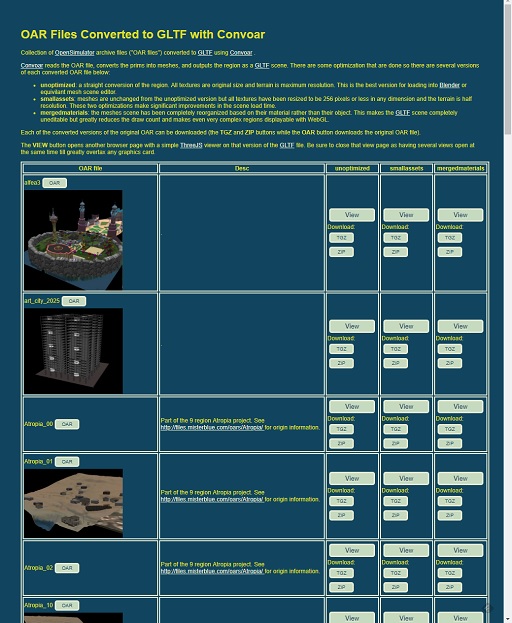 OAR Files Converted to GLTF with Convoar
Collection of OpenSimulator archive files ("OAR files") converted to GLTF using Convoar .
Convoar reads the OAR file, converts the prims into meshes, and outputs the region as a GLTF scene. There are some optimization that are done so there are several versions
of each converted OAR file below:
unoptimized: a straight conversion of the region. All textures are original size and terrain is maximum resolution. This is the best version for loading into Blender or
equivilant mesh scene editor.
smallassets: meshes are unchanged from the unoptimized version but all textures have been resized to be 256 pixels or less in any dimension and the terrain is half
resolution. These two optimizations make significant improvements in the scene load time.
mergedmaterials: the meshes scene has been completely reorganized based on their material rather than their object. This makes the GLTF scene completely
uneditable but greatly reduces the draw count and makes even very complex regions displayable with WebGL.
Each of the converted versions of the original OAR can be downloaded (the TGZ and ZIP buttons while the OAR button downloads the original OAR file).
The VIEW button opens another browser page with a simple ThreeJS viewer on that version of the GLTF file. Be sure to close that view page as having several views open
at the same time till greatly overtax any graphics card.
OAR file Desc unoptimized smallassets mergedmaterials
alfea3 OAR
View View View
Download: Download: Download:
TGZ TGZ TGZ
ZIP ZIP ZIP
art_city_2025 OAR
View View View
Download: Download: Download:
TGZ TGZ TGZ
ZIP ZIP ZIP
Atropia_00 OAR
Part of the 9 region Atropia project. See
http://files.misterblue.com/oars/Atropia/ for origin information.
View View View
Download: Download: Download:
TGZ TGZ TGZ
ZIP ZIP ZIP
Atropia_01 OAR
Part of the 9 region Atropia project. See
http://files.misterblue.com/oars/Atropia/ for origin information.
View View View
Download: Download: Download:
TGZ TGZ TGZ
ZIP ZIP ZIP
Atropia_02 OAR
Part of the 9 region Atropia project. See
http://files.misterblue.com/oars/Atropia/ for origin information.
View View View
Download: Download: Download:
TGZ TGZ TGZ
ZIP ZIP ZIP
Atropia_10 OAR
View View View